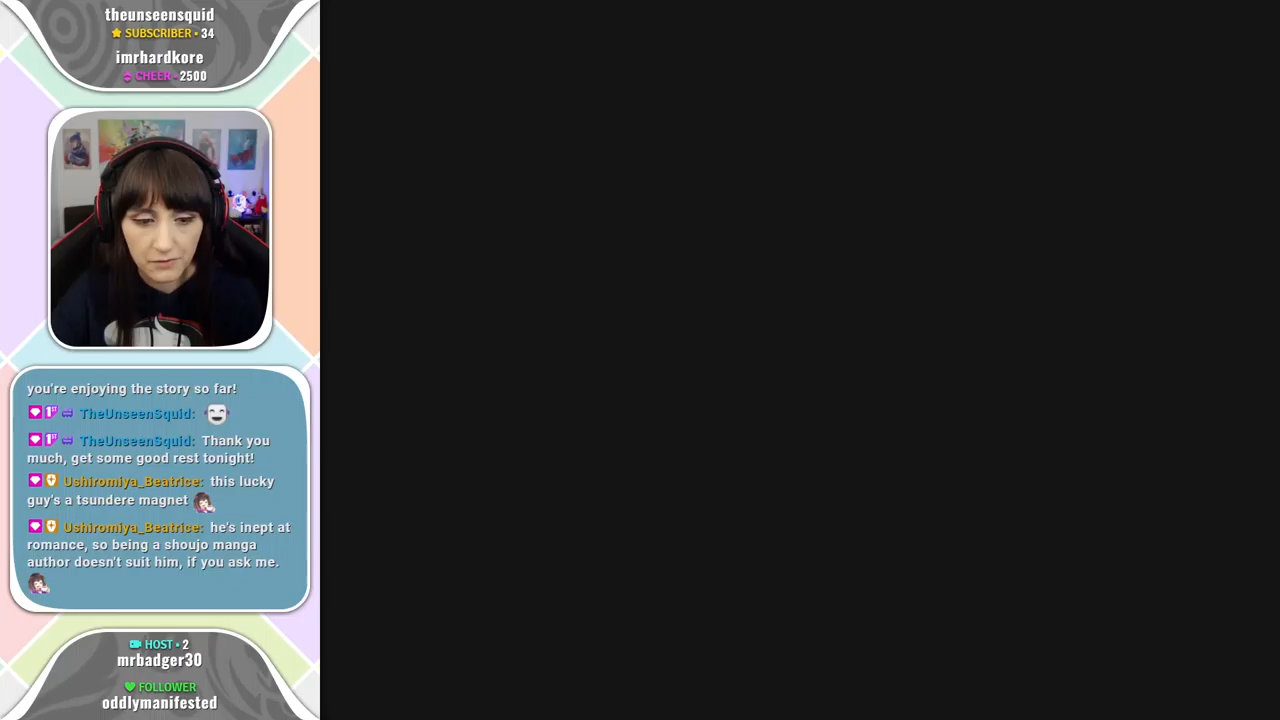 theunseensquid
SUBSCRIBER • 34
imrhardkore
CHEER • 2500
you're enjoying the story so far!
TheUnseenSquid:
TheUnseenSquid: Thank you
much, get some good rest tonight!
Ushiromiya_Beatrice: this lucky
guy's a tsundere magnet
Ushiromiya_Beatrice: he's inept at
romance, so being a shoujo manga
author doesn't suit him, if you ask me.
HOST • 2
mrbadger30
FOLLOWER
oddlymanifested